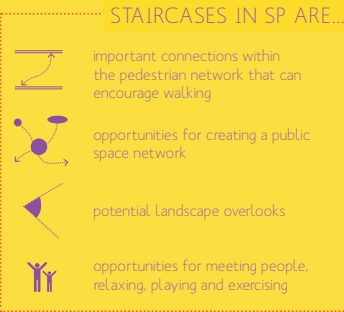 STAIRCASES IN SP ARE...
important connections within
the pedestrian network that can
encourage walking
opportunities for creating a public
space network
potential landscape overlooks
opportunities for meeting people,
relaxing, playing and exercising